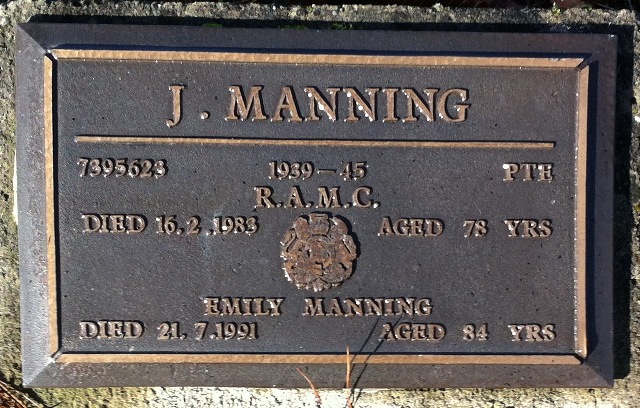 J. MANNING
7395623 1939-45 PTE
R.A.M.C.
DIED 16.2.1983 AGED 78 YRS
EMILY MANNING
DIED 21.7.1991 AGED 84 YRS